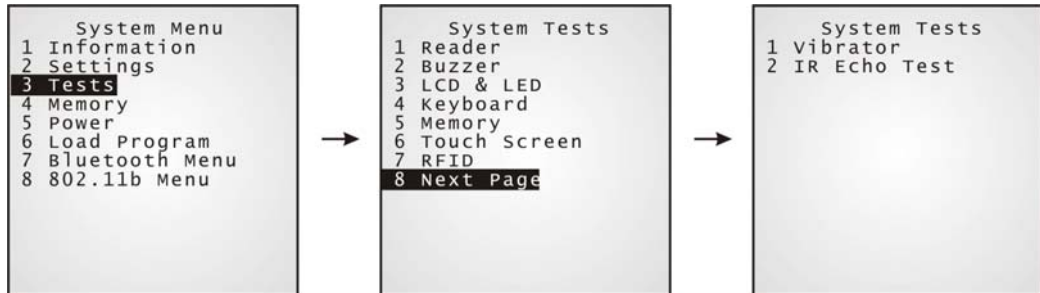 System Menu
1 Information
2 Settings
3 Tests
4 Memory
5 Power
6 Load Program
7 Bluetooth Menu
8 802.11b Menu
System Tests
1 Reader
2 Buzzer
3 LCD & LED
4 Keyboard
5 Memory
6 Touch Screen
7 RFID
8 Next Page
System Tests
1 Vibrator
2 IR Echo Test